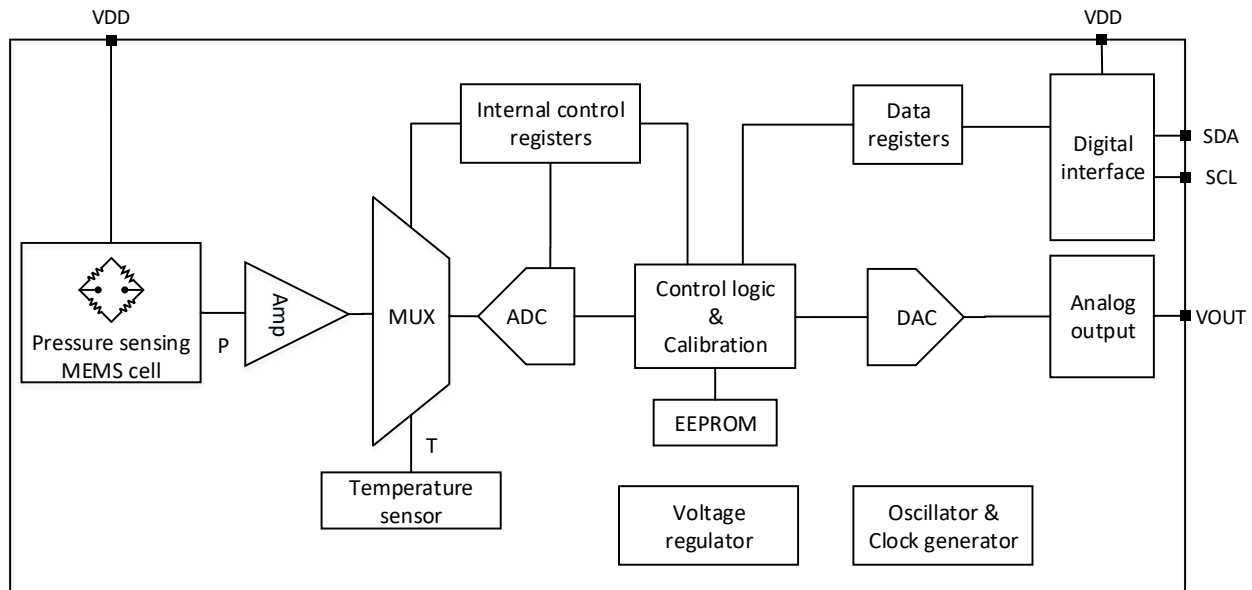 VDD
VDD
Internal control
registers
Data
registers
Digital
interface
SDA
SCL
Pressure sensing
MEMS cell
P
Amp
MUX
ADC
Control logic
&
Calibration
DAC
Analog
output
VOUT
EEPROM
T
Temperature
sensor
Voltage
regulator
Oscillator &
Clock generator